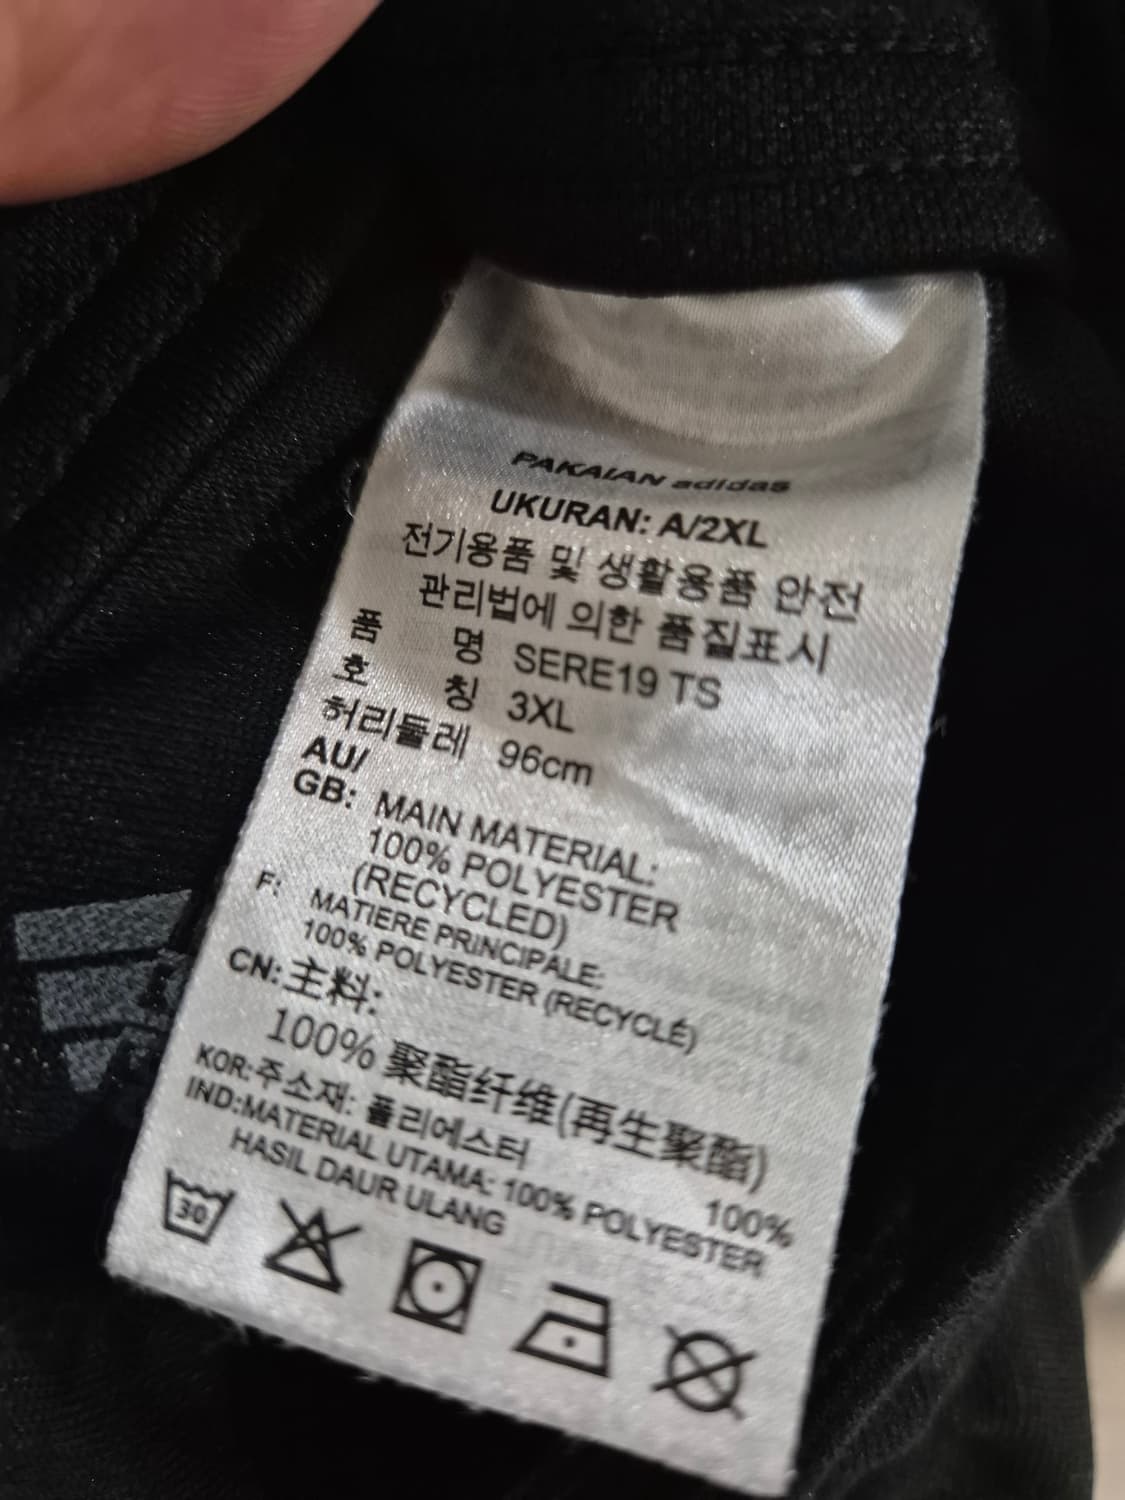 PAKAIAN adidas
UKURAN: A/2XL
전기용품 및 생활용품 안전
관리법에 의한 품질표시
품 명 SERE19 TS
호 칭 3XL
허리둘레 96cm
AU/
GB: MAIN MATERIAL:
100% POLYESTER
(RECYCLED)
F: MATIERE PRINCIPALE:
100% POLYESTER (RECYCLÉ)
CN: 主料:
100% 聚酯纤维(再生聚酯)
KOR: 주소재: 폴리에스터 100%
IND: MATERIAL UTAMA: 100% POLYESTER
HASIL DAUR ULANG
30